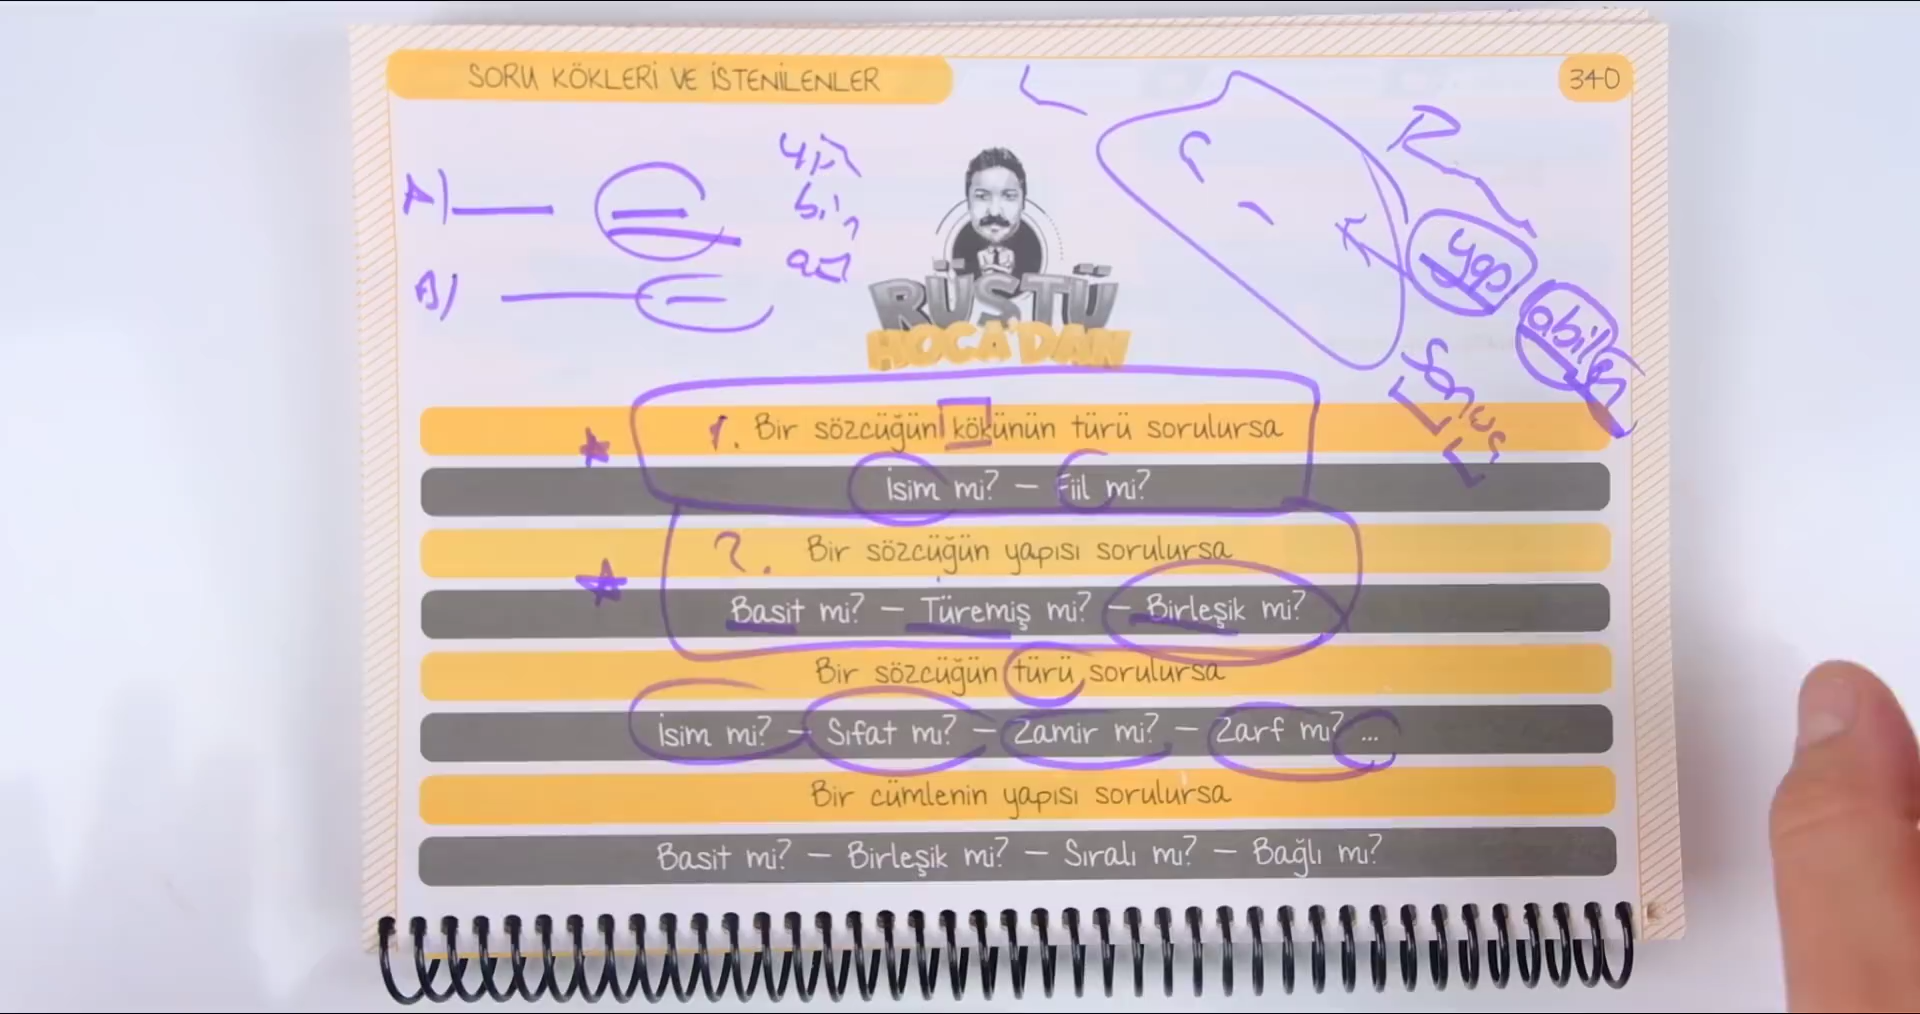 SORU KÖKLERİ VE İSTENİLENLER
340
A)
B)
yap
abilen
RÜŞTÜ
HOCA'DAN
1. Bir sözcüğün kökünün türü sorulursa
İsim mi? – Fiil mi?
2. Bir sözcüğün yapısı sorulursa
Basit mi? – Türemiş mi? – Birleşik mi?
Bir sözcüğün türü sorulursa
İsim mi? – Sıfat mı? – Zamir mi? – Zarf mı? ...
Bir cümlenin yapısı sorulursa
Basit mi? – Birleşik mi? – Sıralı mı? – Bağlı mı?